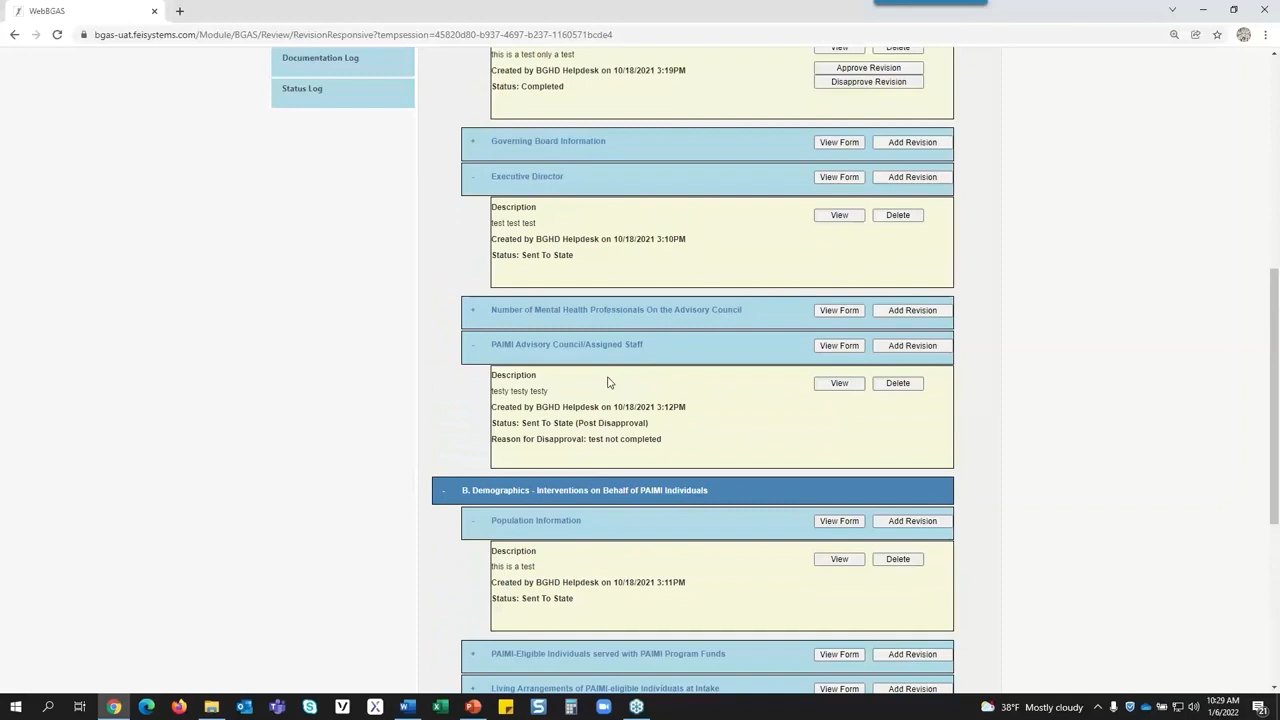 WebBGAS
bgas-uat.feisystems.com/Module/BGAS/Review/RevisionResponsive?tempsession=45820d80-b937-4697-b237-1160571bcde4
Documentation Log
Status Log
this is a test only a test
View Delete
Created by BGHD Helpdesk on 10/18/2021 3:19PM
Approve Revision
Status: Completed
Disapprove Revision
+ Governing Board Information View Form Add Revision
- Executive Director View Form Add Revision
Description
View Delete
test test test
Created by BGHD Helpdesk on 10/18/2021 3:10PM
Status: Sent To State
+ Number of Mental Health Professionals On the Advisory Council View Form Add Revision
- PAIMI Advisory Council/Assigned Staff View Form Add Revision
Description
View Delete
testy testy testy
Created by BGHD Helpdesk on 10/18/2021 3:12PM
Status: Sent To State (Post Disapproval)
Reason for Disapproval: test not completed
- B. Demographics - Interventions on Behalf of PAIMI Individuals
- Population Information View Form Add Revision
Description
View Delete
this is a test
Created by BGHD Helpdesk on 10/18/2021 3:11PM
Status: Sent To State
+ PAIMI-Eligible Individuals served with PAIMI Program Funds View Form Add Revision
+ Living Arrangements of PAIMI-eligible Individuals at Intake View Form Add Revision
38°F Mostly cloudy
10:29 AM
1/6/2022